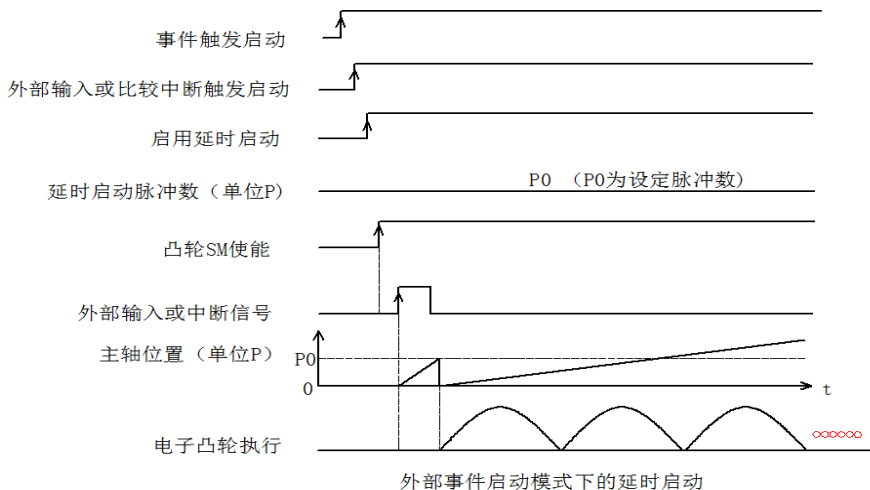 事件触发启动
外部输入或比较中断触发启动
启用延时启动
延时启动脉冲数（单位P)
P0 （P0为设定脉冲数）
凸轮SM使能
外部输入或中断信号
主轴位置（单位P）
P0
0
t
电子凸轮执行
外部事件启动模式下的延时启动